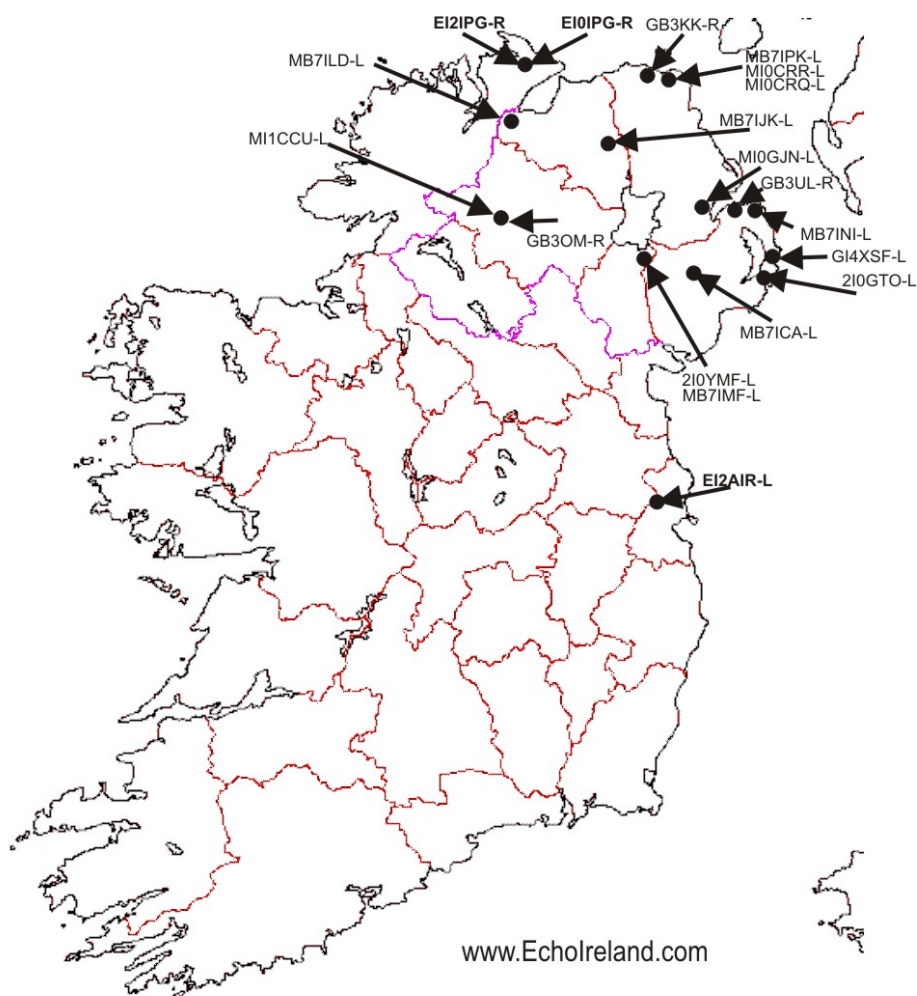 EI2IPG-R
EI0IPG-R
GB3KK-R
MB7ILD-L
MB7IPK-L
MI0CRR-L
MI0CRQ-L
MI1CCU-L
MB7IJK-L
MI0GJN-L
GB3UL-R
GB3OM-R
MB7INI-L
GI4XSF-L
2I0GTO-L
MB7ICA-L
2I0YMF-L
MB7IMF-L
EI2AIR-L
www.EchoIreland.com